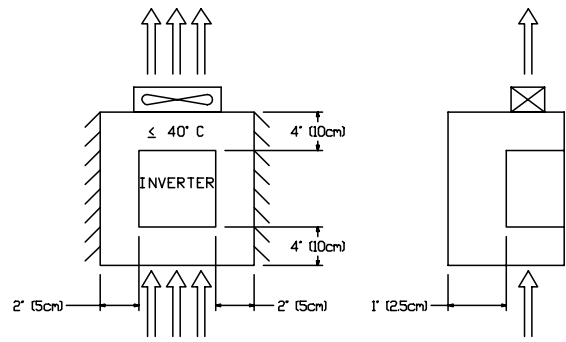 ≤ 40° C
4" (10cm)
INVERTER
4" (10cm)
2" (5cm)
2" (5cm)
1" (2.5cm)